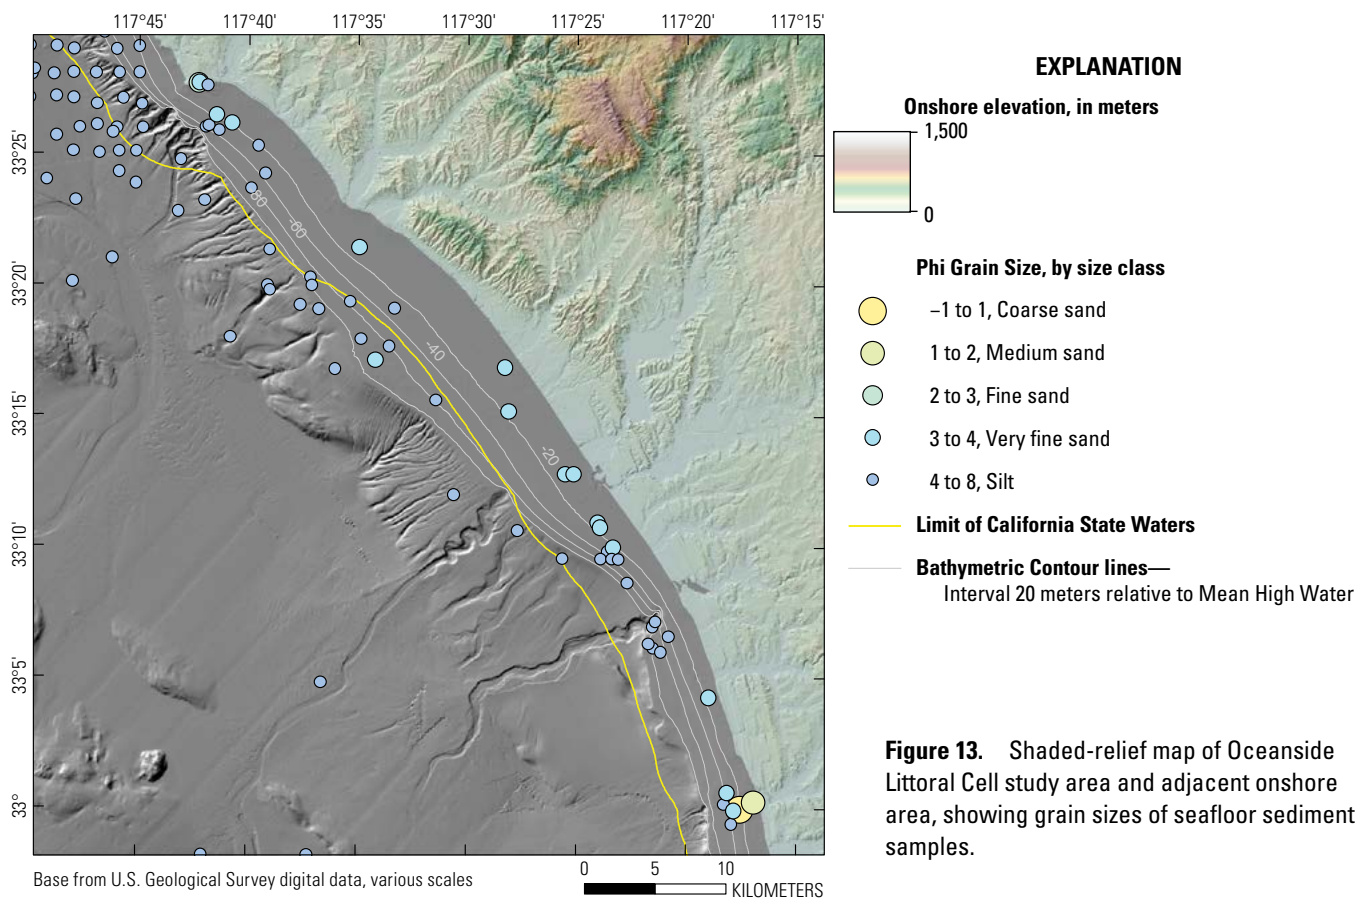 117°45' 117°40' 117°35' 117°30' 117°25' 117°20' 117°15'
33°25'
33°20'
33°15'
33°10'
33°05'
33°
-80
-60
-40
-20
Base from U.S. Geological Survey digital data, various scales
0 5 10
KILOMETERS
EXPLANATION
Onshore elevation, in meters
1,500
0
Phi Grain Size, by size class
–1 to 1, Coarse sand
1 to 2, Medium sand
2 to 3, Fine sand
3 to 4, Very fine sand
4 to 8, Silt
Limit of California State Waters
Bathymetric Contour lines—
Interval 20 meters relative to Mean High Water
Figure 13. Shaded-relief map of Oceanside
Littoral Cell study area and adjacent onshore
area, showing grain sizes of seafloor sediment
samples.